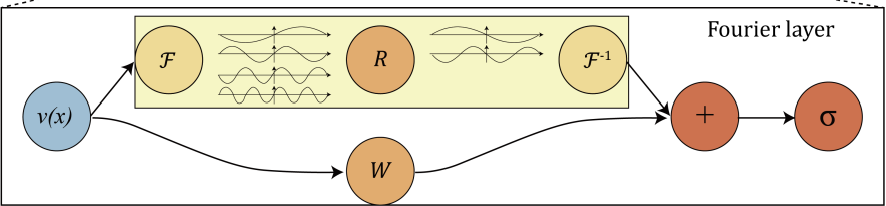 Fourier layer
ℱ
R
ℱ⁻¹
v(x)
+
σ
W